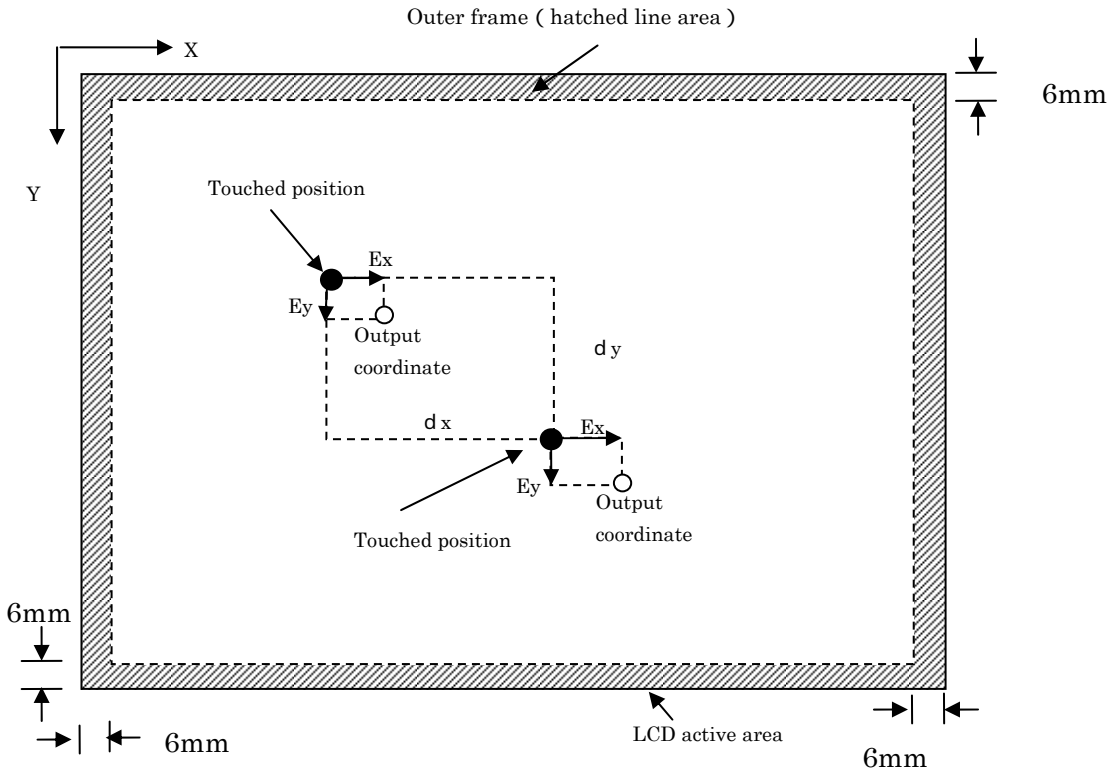 Outer frame ( hatched line area )
X
6mm
Y
Touched position
Ex
Ey
Output
coordinate
d y
d x
Ex
Ey
Output
coordinate
Touched position
6mm
LCD active area
6mm
6mm